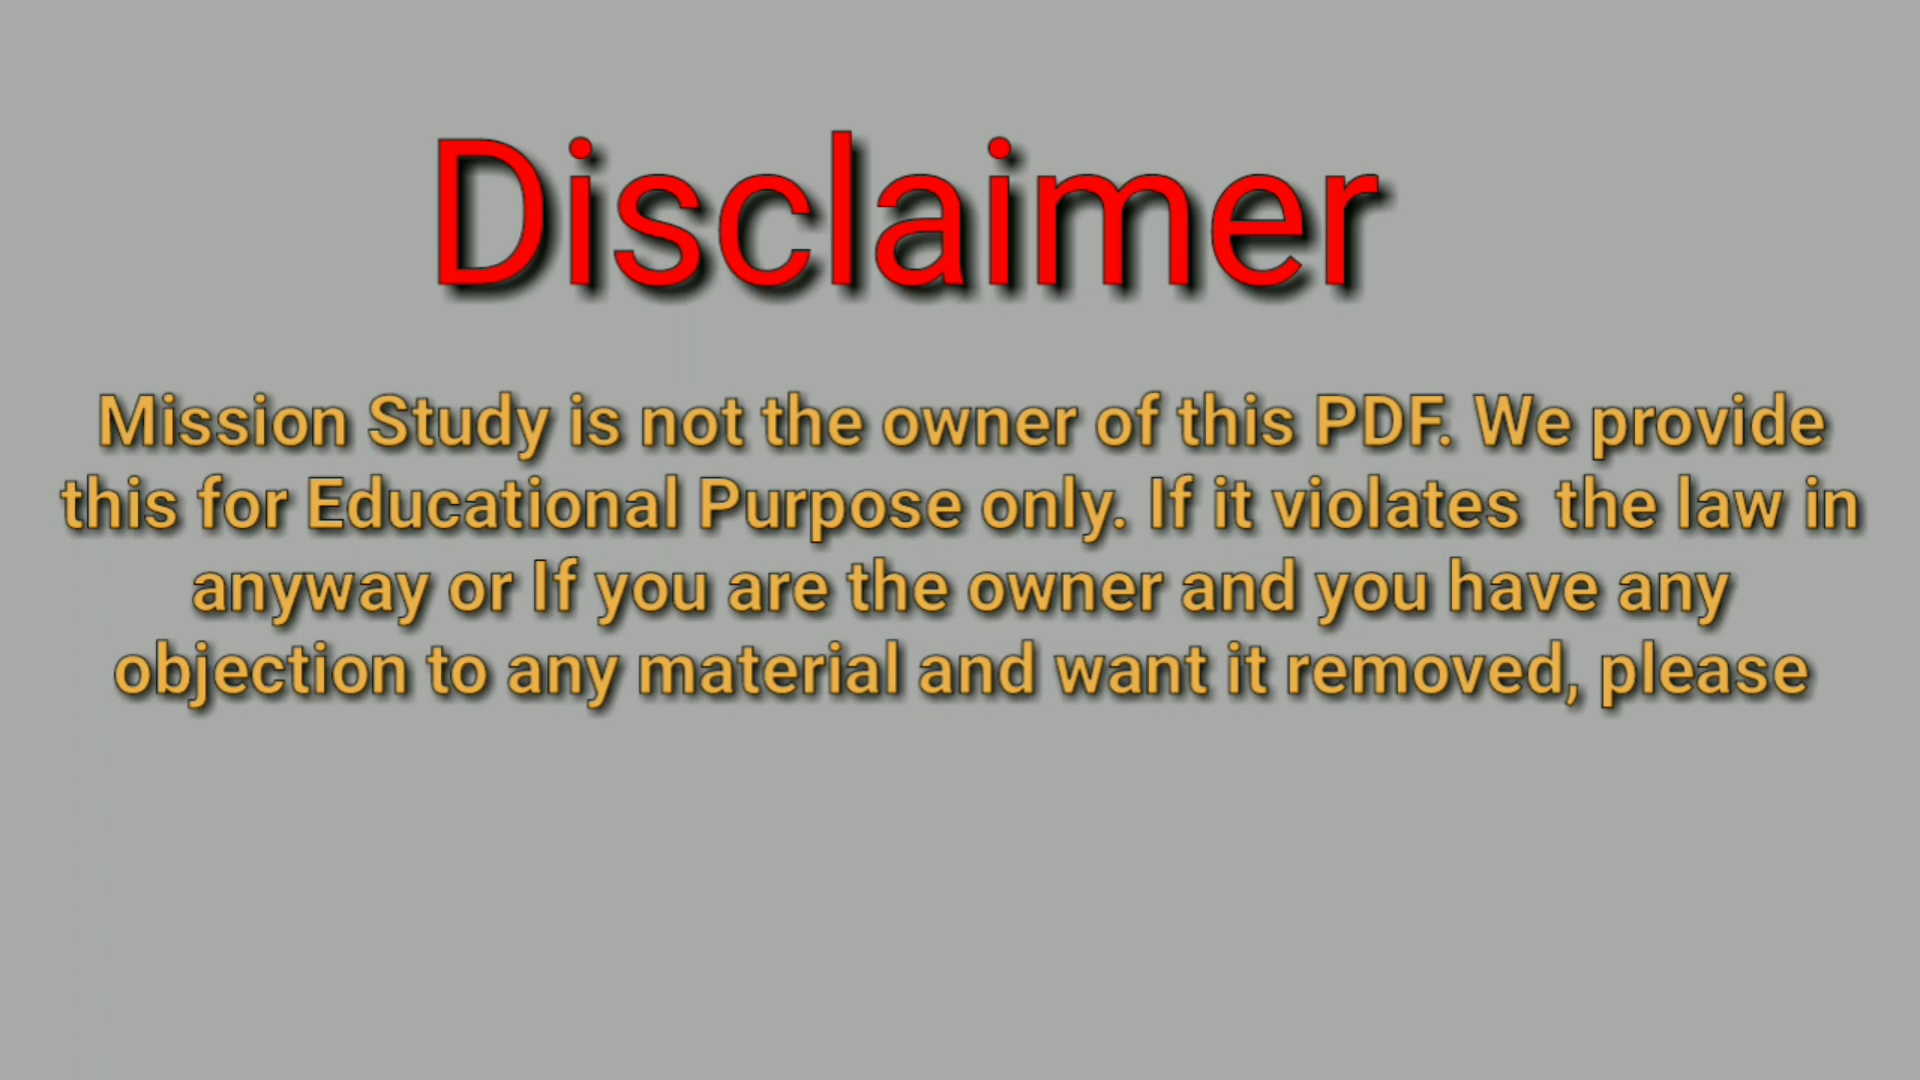 Disclaimer
Mission Study is not the owner of this PDF. We provide
this for Educational Purpose only. If it violates  the law in
anyway or If you are the owner and you have any
objection to any material and want it removed, please